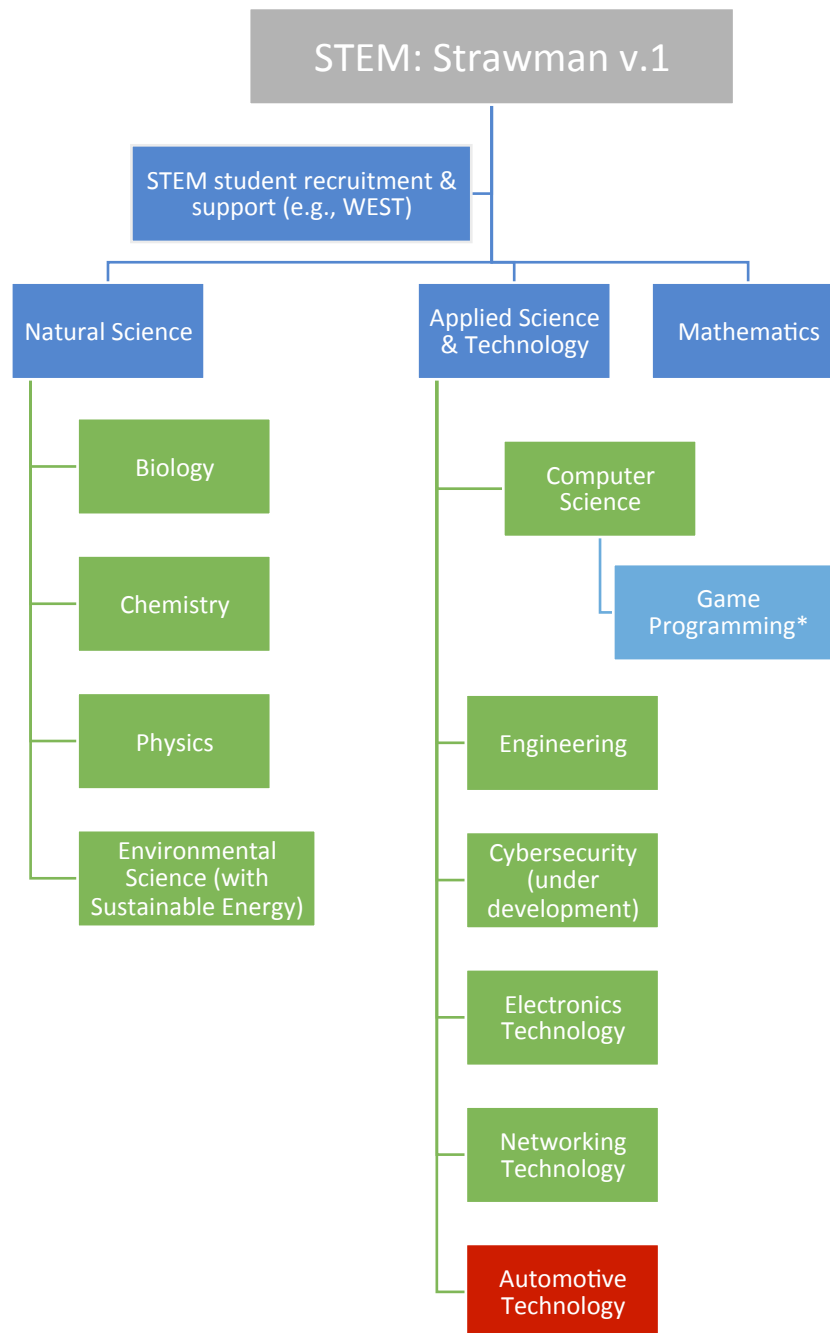 STEM: Strawman v.1
STEM student recruitment &
support (e.g., WEST)
Natural Science
Applied Science
& Technology
Mathematics
Biology
Chemistry
Physics
Environmental
Science (with
Sustainable Energy)
Computer
Science
Game
Programming*
Engineering
Cybersecurity
(under
development)
Electronics
Technology
Networking
Technology
Automotive
Technology